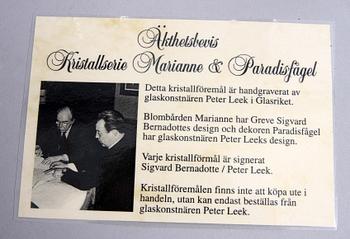 Äkthetsbevis
Kristallserie Marianne & Paradisfågel
Detta kristallföremål är handgraverat av
glaskonstnären Peter Leek i Glasriket.
Blombården Marianne har Greve Sigvard
Bernadottes design och dekoren Paradisfågel
har glaskonstnären Peter Leeks design.
Varje kristallförmål är signerat
Sigvard Bernadotte / Peter Leek.
Kristallföremålen finns inte att köpa ute i
handeln, utan kan endast beställas från
glaskonstnären Peter Leek.